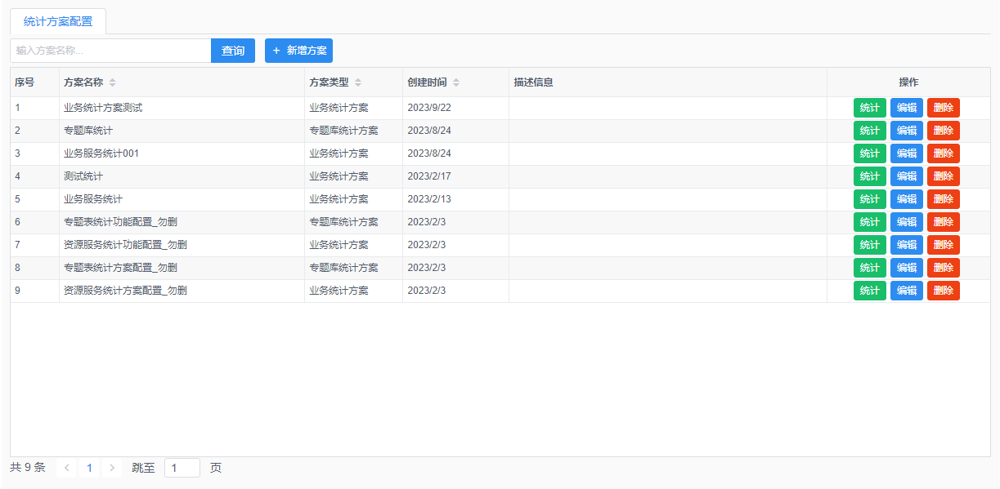 统计方案配置
输入方案名称... 查询 + 新增方案
序号 方案名称 方案类型 创建时间 描述信息 操作
1 业务统计方案测试 业务统计方案 2023/9/22 统计 编辑 删除
2 专题库统计 专题库统计方案 2023/8/24 统计 编辑 删除
3 业务服务统计001 业务统计方案 2023/8/24 统计 编辑 删除
4 测试统计 业务统计方案 2023/2/17 统计 编辑 删除
5 业务服务统计 业务统计方案 2023/2/13 统计 编辑 删除
6 专题表统计功能配置_勿删 专题库统计方案 2023/2/3 统计 编辑 删除
7 资源服务统计功能配置_勿删 业务统计方案 2023/2/3 统计 编辑 删除
8 专题表统计方案配置_勿删 专题库统计方案 2023/2/3 统计 编辑 删除
9 资源服务统计方案配置_勿删 业务统计方案 2023/2/3 统计 编辑 删除
共 9 条 < 1 > 跳至 1 页